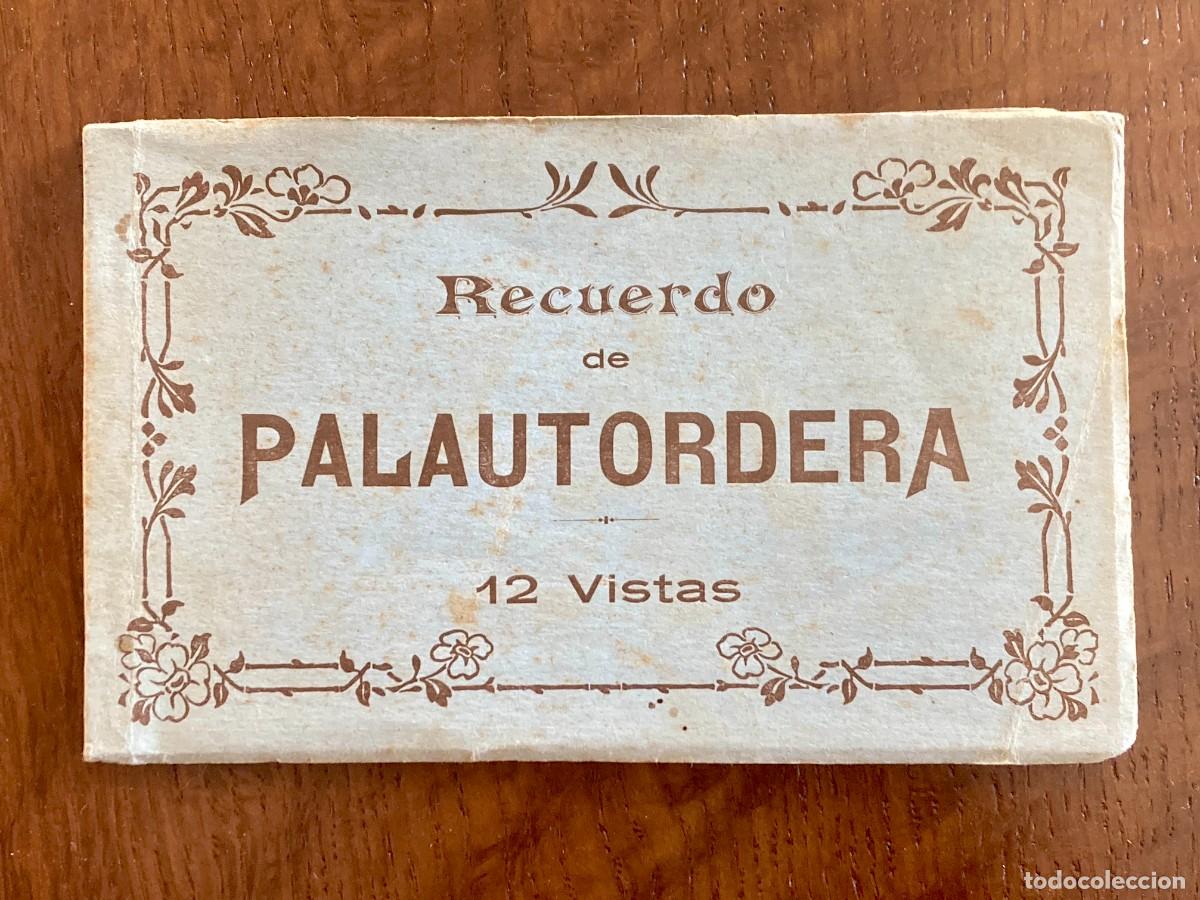 Recuerdo
de
PALAUTORDERA
12 Vistas
todocoleccion